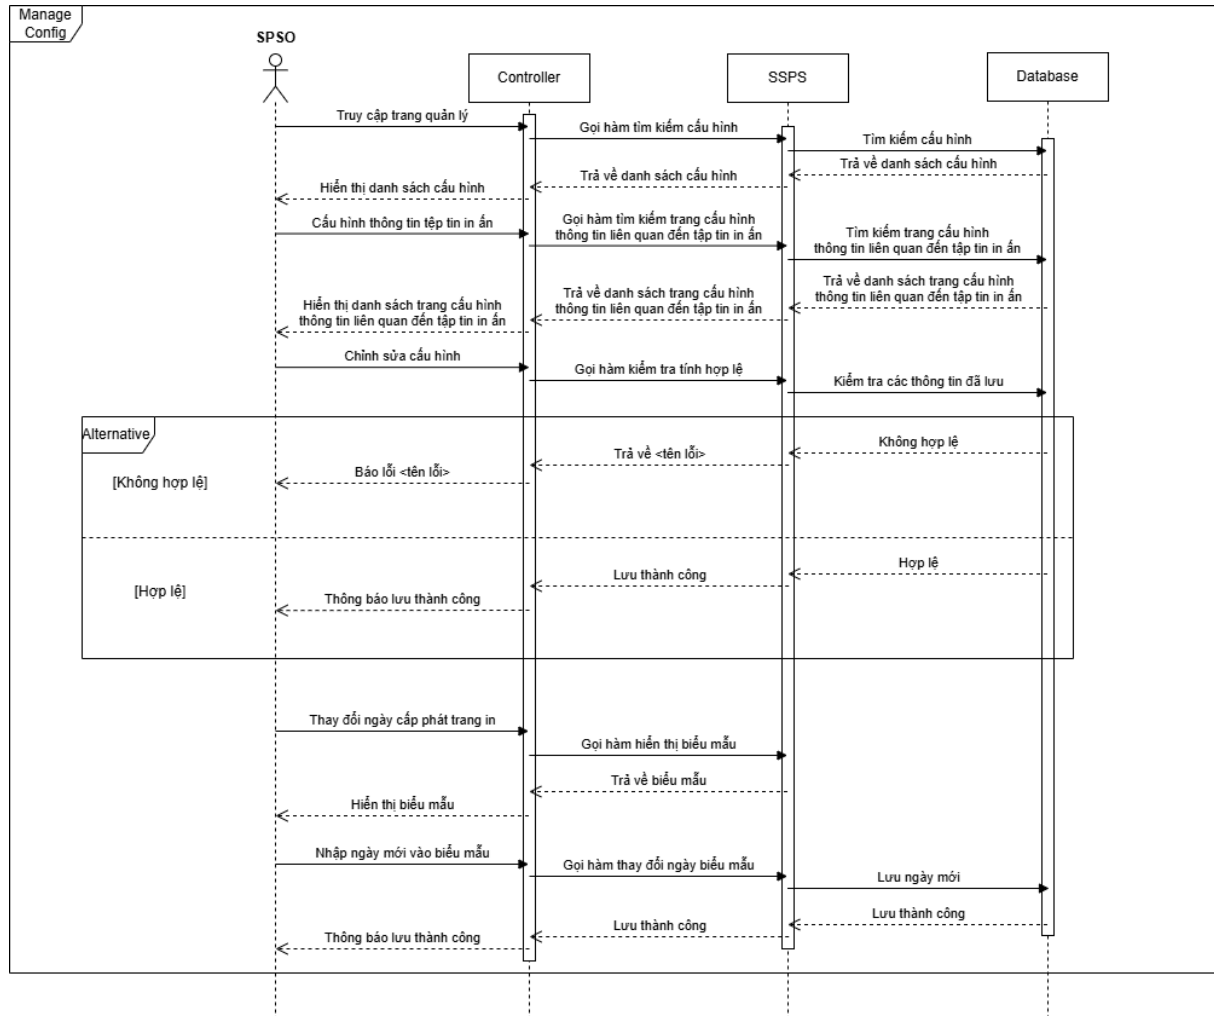 Manage
Config
SPSO
Controller
SSPS
Database
Truy cập trang quản lý
Gọi hàm tìm kiếm cấu hình
Tìm kiếm cấu hình
Trả về danh sách cấu hình
Trả về danh sách cấu hình
Hiển thị danh sách cấu hình
Cấu hình thông tin tệp tin in ấn
Gọi hàm tìm kiếm trang cấu hình
thông tin liên quan đến tập tin in ấn
Tìm kiếm trang cấu hình
thông tin liên quan đến tập tin in ấn
Trả về danh sách trang cấu hình
thông tin liên quan đến tập tin in ấn
Trả về danh sách trang cấu hình
thông tin liên quan đến tập tin in ấn
Hiển thị danh sách trang cấu hình
thông tin liên quan đến tập tin in ấn
Chỉnh sửa cấu hình
Gọi hàm kiểm tra tính hợp lệ
Kiểm tra các thông tin đã lưu
Alternative
Không hợp lệ
Trả về <tên lỗi>
Báo lỗi <tên lỗi>
[Không hợp lệ]
Hợp lệ
Lưu thành công
[Hợp lệ]
Thông báo lưu thành công
Thay đổi ngày cấp phát trang in
Gọi hàm hiển thị biểu mẫu
Trả về biểu mẫu
Hiển thị biểu mẫu
Nhập ngày mới vào biểu mẫu
Gọi hàm thay đổi ngày biểu mẫu
Lưu ngày mới
Lưu thành công
Lưu thành công
Thông báo lưu thành công